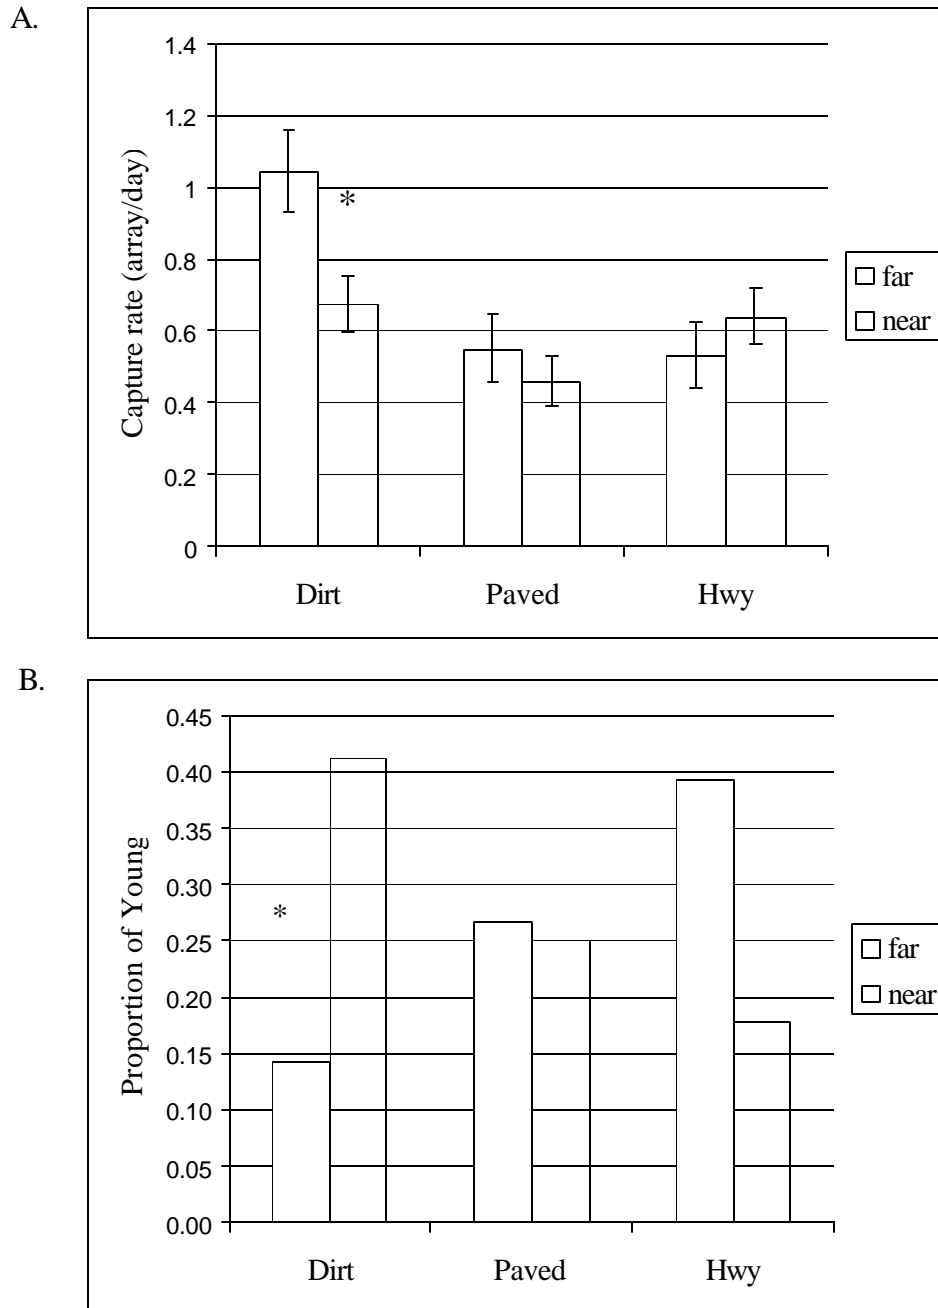 A.
Capture rate (array/day)
1.4
1.2
1
0.8
0.6
0.4
0.2
0
*
Dirt
Paved
Hwy
far
near
B.
Proportion of Young
0.45
0.40
0.35
0.30
0.25
0.20
0.15
0.10
0.05
0.00
*
Dirt
Paved
Hwy
far
near